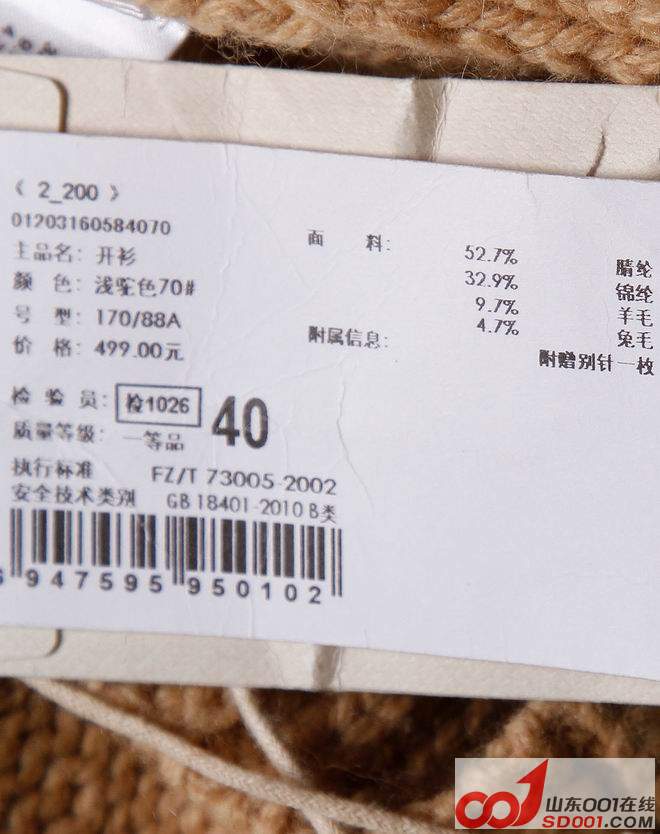 《 2_200 》
01203160584070
主品名: 开衫
颜 色: 浅驼色70#
号 型: 170/88A
价 格: 499.00元
检 验 员: 检1026 40
质量等级: 一等品
执行标准 FZ/T 73005-2002
安全技术类别 GB 18401-2010 B类
6 947595 950102
面 料:
52.7% 腈纶
32.9% 锦纶
9.7% 羊毛
4.7% 兔毛
附属信息:
附赠别针一枚
山东001在线
SD001.COM